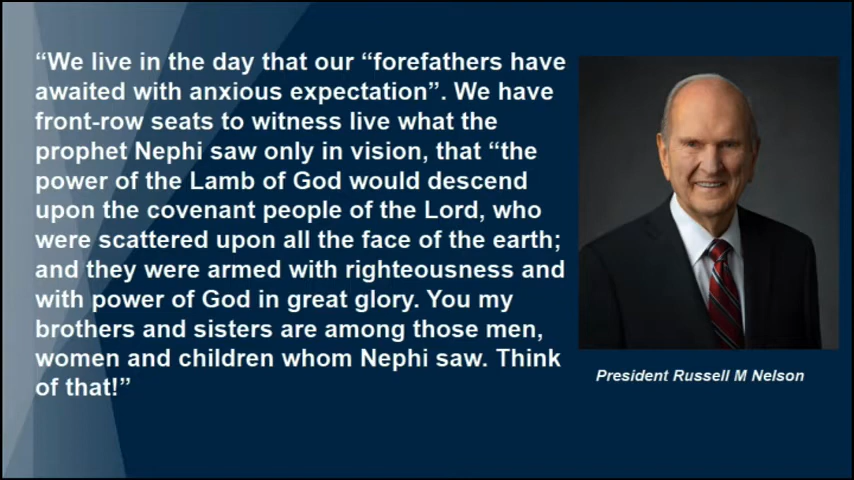 “We live in the day that our “forefathers have
awaited with anxious expectation”. We have
front-row seats to witness live what the
prophet Nephi saw only in vision, that “the
power of the Lamb of God would descend
upon the covenant people of the Lord, who
were scattered upon all the face of the earth;
and they were armed with righteousness and
with power of God in great glory. You my
brothers and sisters are among those men,
women and children whom Nephi saw. Think
of that!”
President Russell M Nelson